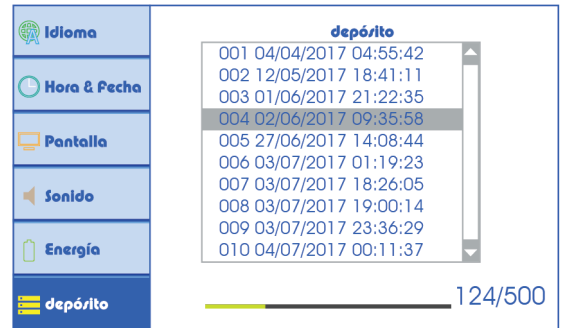 Idioma
Hora & Fecha
Pantalla
Sonido
Energía
depósito
depósito
001 04/04/2017 04:55:42
002 12/05/2017 18:41:11
003 01/06/2017 21:22:35
004 02/06/2017 09:35:58
005 27/06/2017 14:08:44
006 03/07/2017 01:19:23
007 03/07/2017 18:26:05
008 03/07/2017 19:00:14
009 03/07/2017 23:36:29
010 04/07/2017 00:11:37
124/500